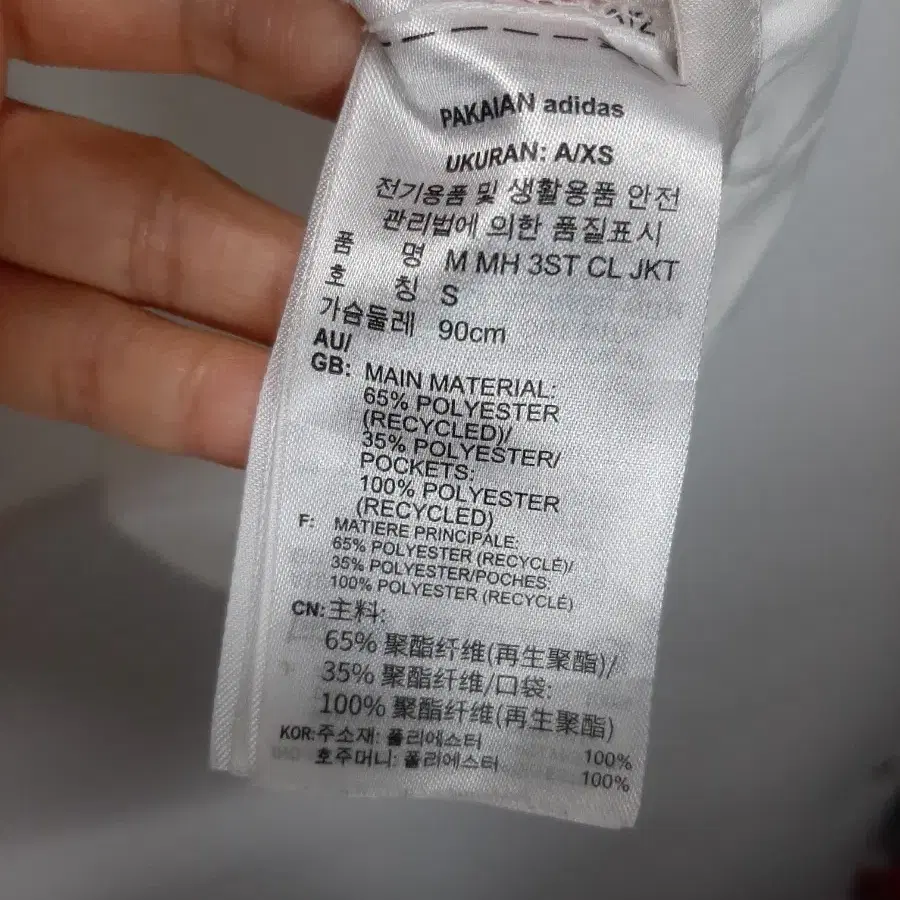 PAKAIAN adidas
UKURAN: A/XS
전기용품 및 생활용품 안전
관리법에 의한 품질표시
품 명 M MH 3ST CL JKT
호 칭 S
가슴둘레 90cm
AU/
GB: MAIN MATERIAL:
65% POLYESTER
(RECYCLED)/
35% POLYESTER/
POCKETS:
100% POLYESTER
(RECYCLED)
F: MATIERE PRINCIPALE:
65% POLYESTER (RECYCLÉ)/
35% POLYESTER/POCHES:
100% POLYESTER (RECYCLÉ)
CN: 主料:
65% 聚酯纤维(再生聚酯)/
35% 聚酯纤维/口袋:
100% 聚酯纤维(再生聚酯)
KOR: 주소재: 폴리에스터 100%
호주머니: 폴리에스터 100%